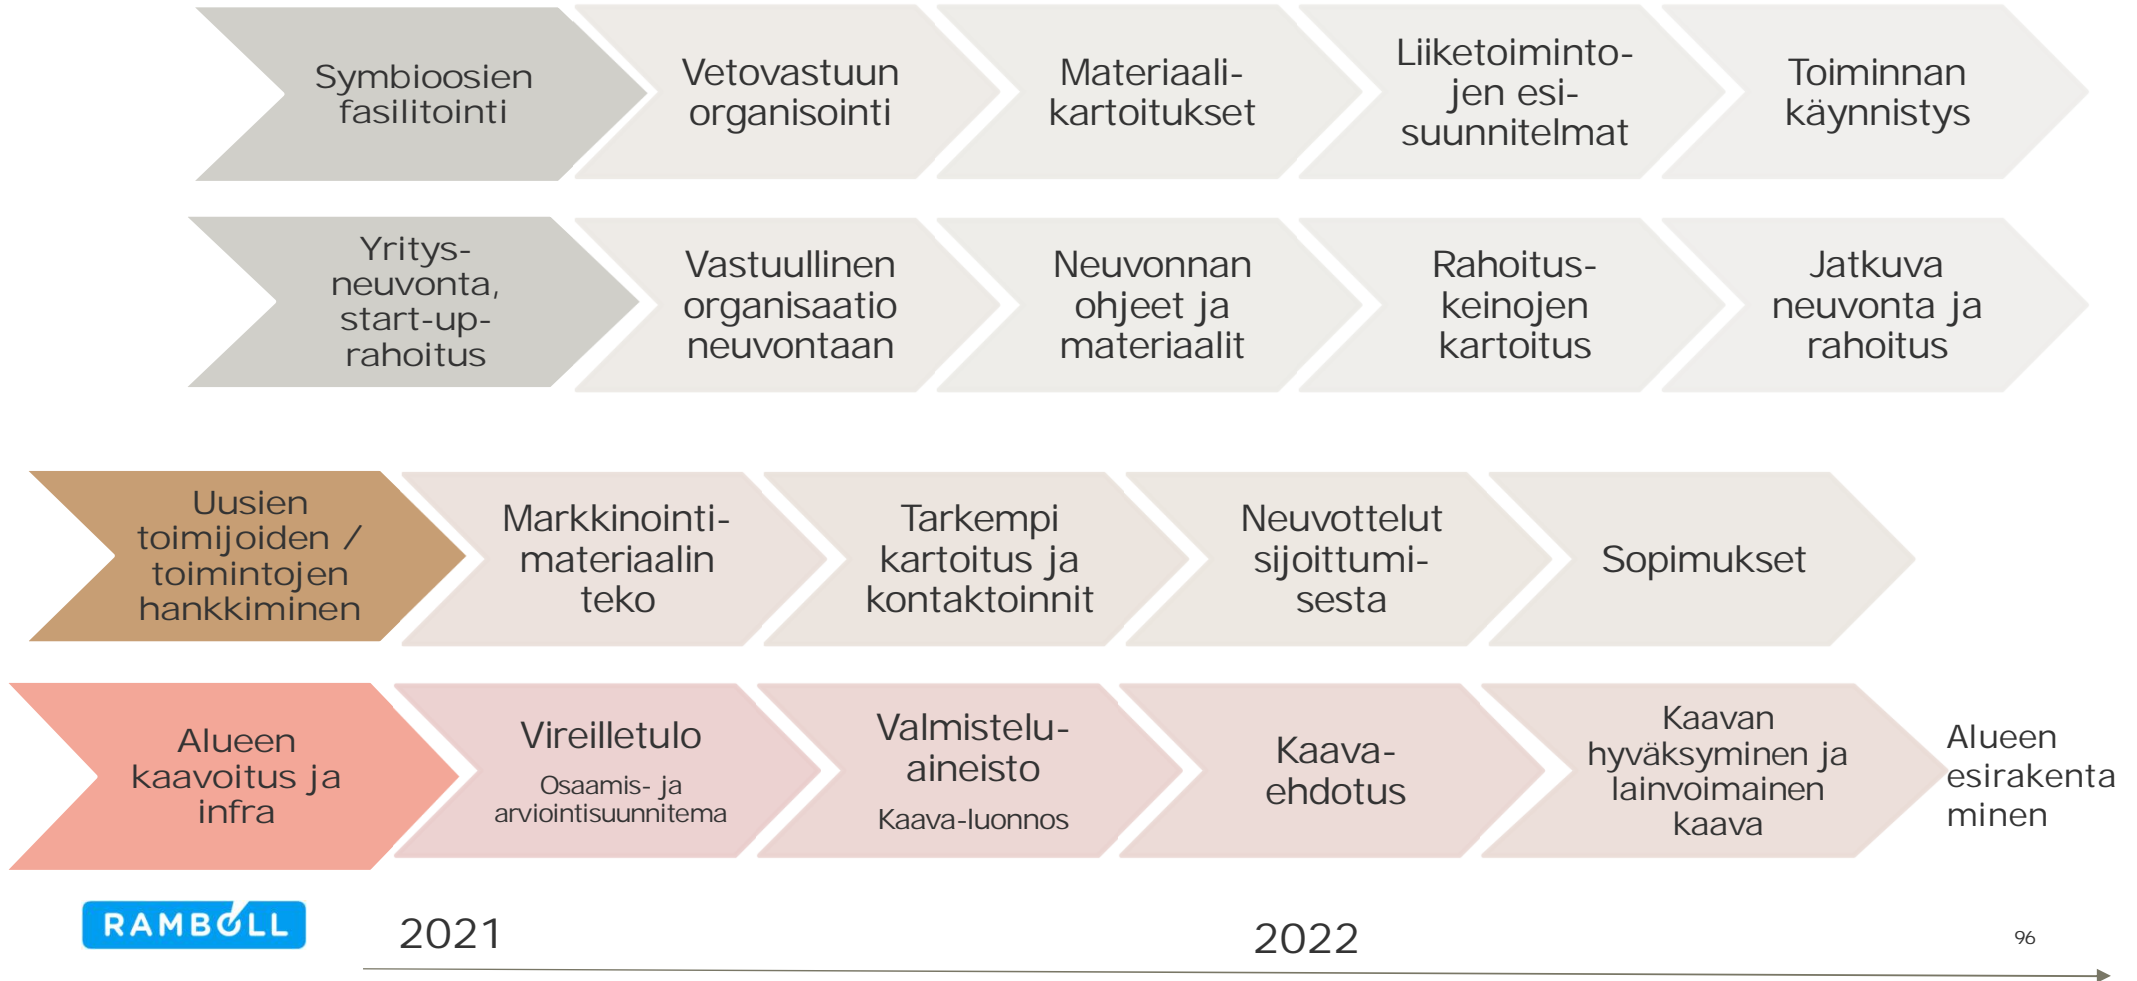 Symbioosien
fasilitointi
Vetovastuun
organisointi
Materiaali-
kartoitukset
Liiketoiminto-
jen esi-
suunnitelmat
Toiminnan
käynnistys
Yritys-
neuvonta,
start-up-
rahoitus
Vastuullinen
organisaatio
neuvontaan
Neuvonnan
ohjeet ja
materiaalit
Rahoitus-
keinojen
kartoitus
Jatkuva
neuvonta ja
rahoitus
Uusien
toimijoiden /
toimintojen
hankkiminen
Markkinointi-
materiaalin
teko
Tarkempi
kartoitus ja
kontaktoinnit
Neuvottelut
sijoittumi-
sesta
Sopimukset
Alueen
kaavoitus ja
infra
Vireilletulo
Osaamis- ja
arviointisuunnitema
Valmistelu-
aineisto
Kaava-luonnos
Kaava-
ehdotus
Kaavan
hyväksyminen ja
lainvoimainen
kaava
Alueen
esirakenta
minen
RAMBOLL
2021
2022
96